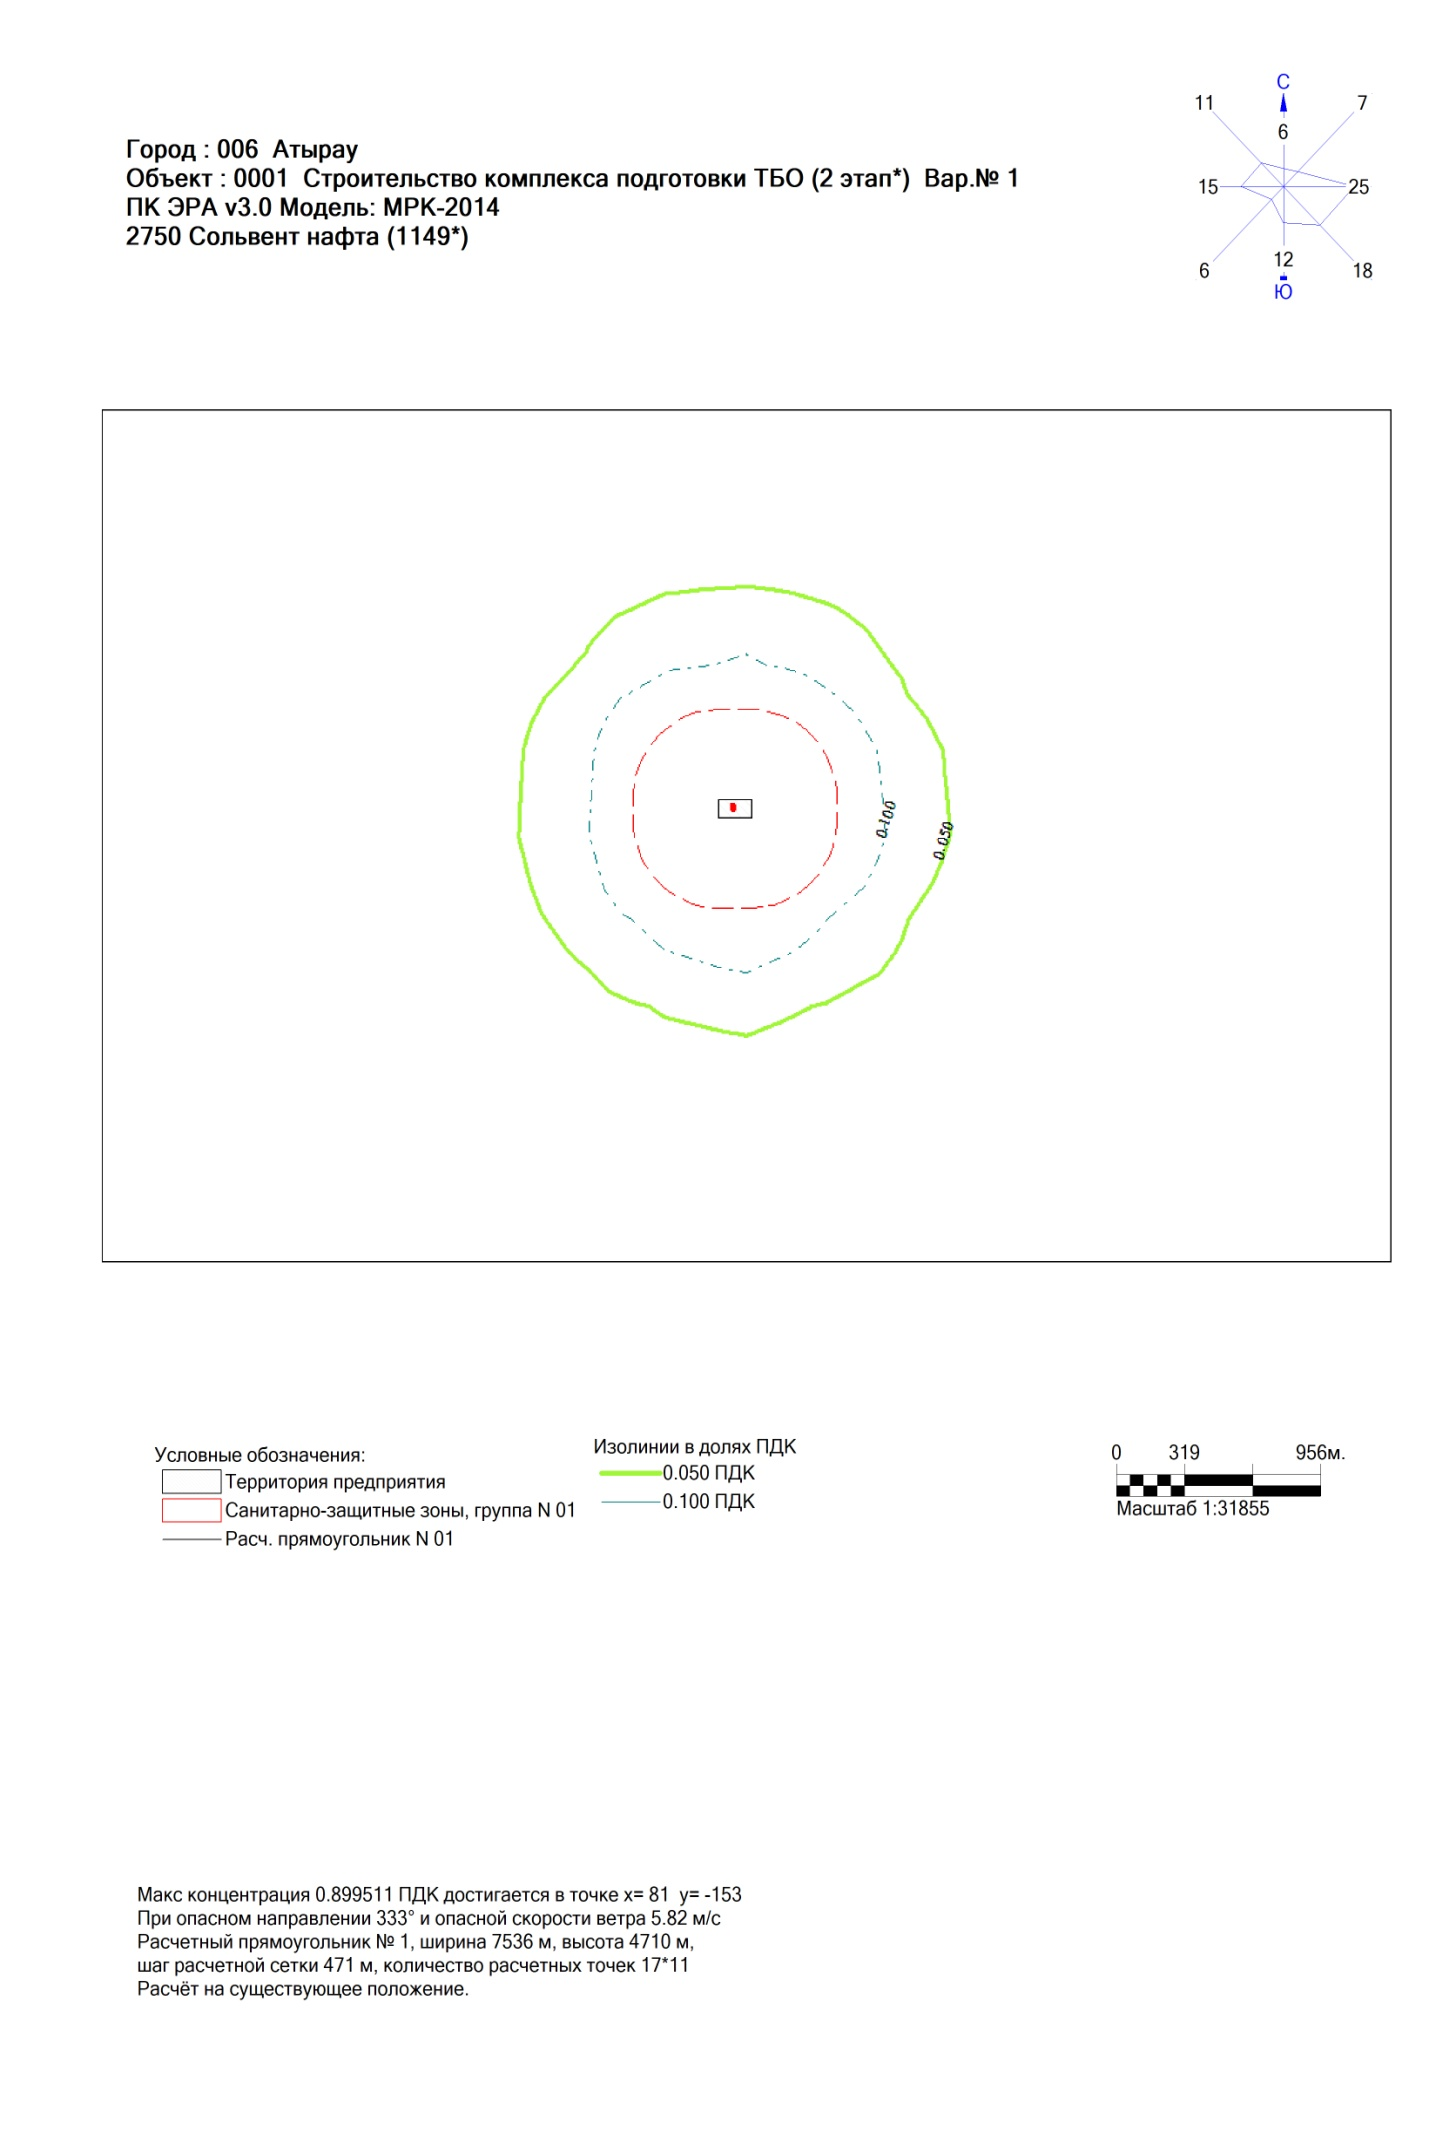 Город : 006  Атырау
Объект : 0001  Строительство комплекса подготовки ТБО (2 этап*)  Вар.№ 1
ПК ЭРА v3.0 Модель: МРК-2014
2750 Сольвент нафта (1149*)
С
11
7
6
15
25
12
6
18
Ю
0.100
0.050
Условные обозначения:
Территория предприятия
Санитарно-защитные зоны, группа N 01
Расч. прямоугольник N 01
Изолинии в долях ПДК
0.050 ПДК
0.100 ПДК
0 319 956м.
Масштаб 1:31855
Макс концентрация 0.899511 ПДК достигается в точке x= 81  y= -153
При опасном направлении 333° и опасной скорости ветра 5.82 м/с
Расчетный прямоугольник № 1, ширина 7536 м, высота 4710 м,
шаг расчетной сетки 471 м, количество расчетных точек 17*11
Расчёт на существующее положение.